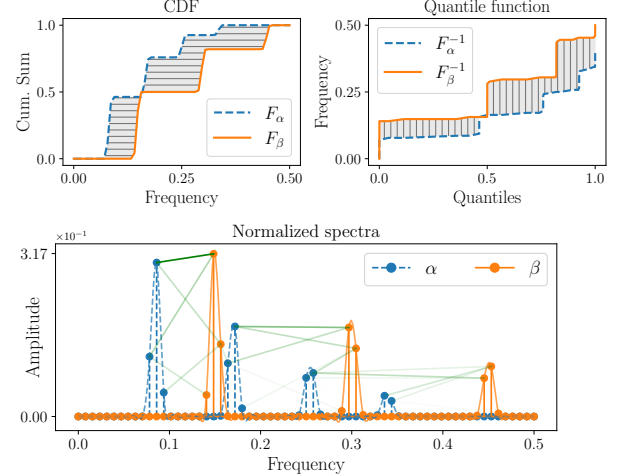 CDF
Cum. Sum
1.0
0.5
0.0
F_α
F_β
0.00
0.25
0.50
Frequency
Quantile function
Frequency
0.50
0.25
0.00
F_α^{-1}
F_β^{-1}
0.0
0.5
1.0
Quantiles
Normalized spectra
×10^{-1}
3.17
0.00
Amplitude
α
β
0.0
0.1
0.2
0.3
0.4
0.5
Frequency